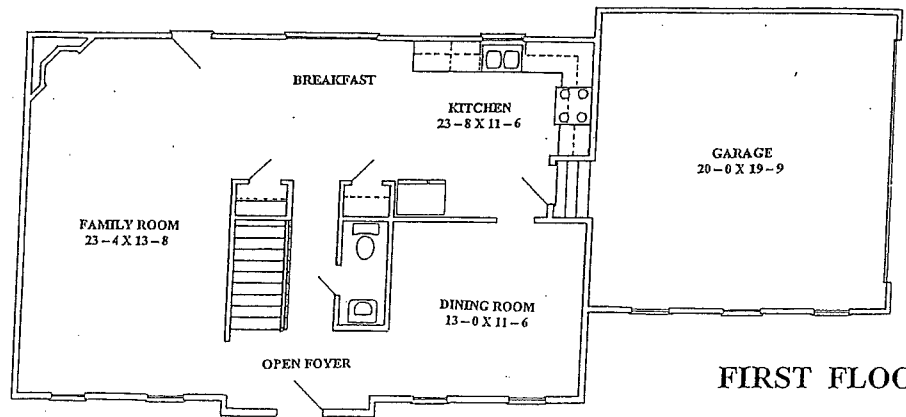 BREAKFAST
KITCHEN
23-8 X 11-6
GARAGE
20-0 X 19-9
FAMILY ROOM
23-4 X 13-8
DINING ROOM
13-0 X 11-6
OPEN FOYER
FIRST FLOO